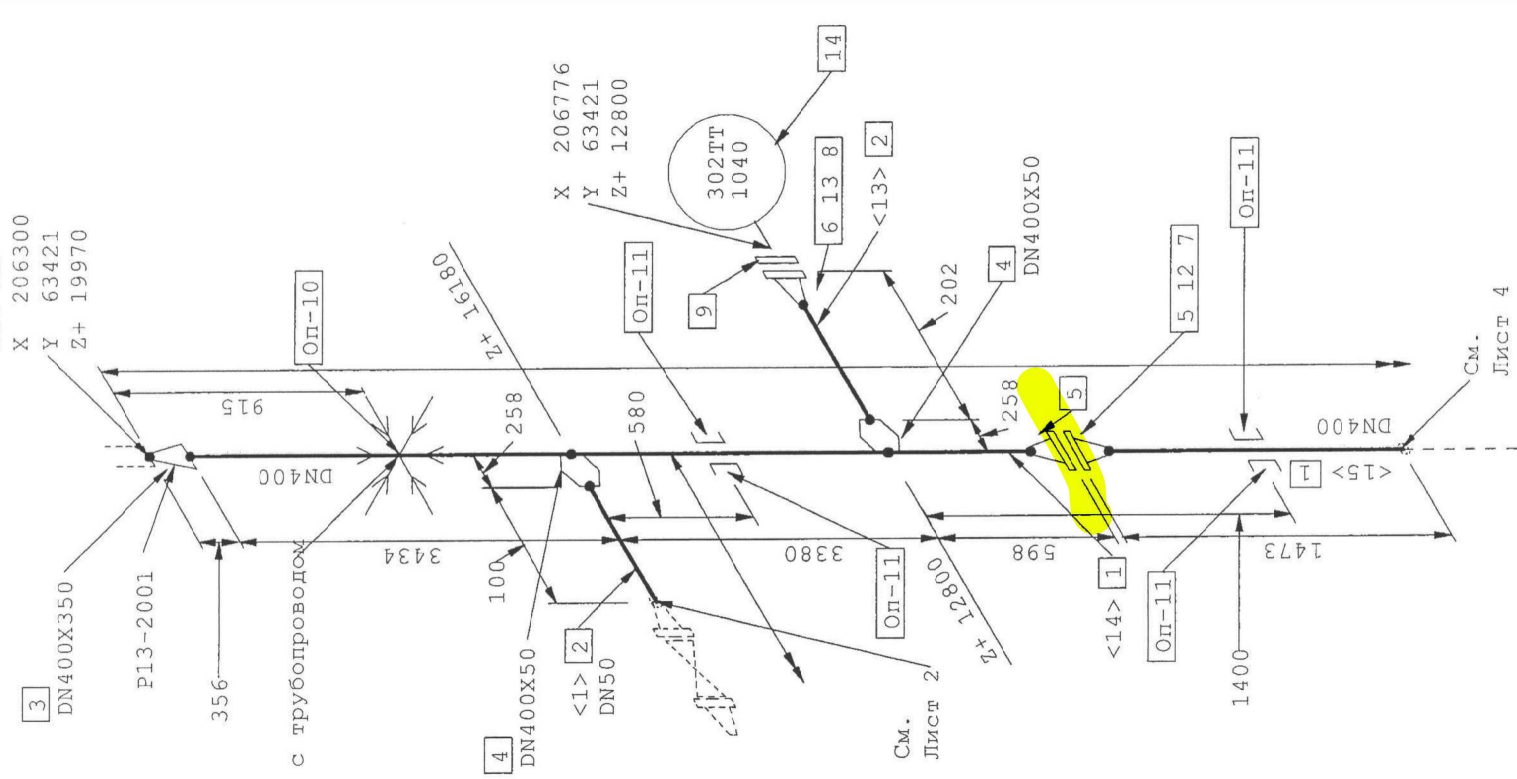 X 206300
Y 63421
Z+ 19970
X 206776
Y 63421
Z+ 12800
14
302TT
1040
Оп-10
915
Z+ 16180
Оп-11
9
6 13 8
<13> 2
4
DN400X50
202
Оп-11
5 12 7
5
258
258
580
DN400
3
DN400X350
P13-2001
356
с трубопроводом
3434
100
4
DN400X50
<1> 2
DN50
3380
Оп-11
Z+ 12800
598
<14> 1
Оп-11
1400
1473
1
<15>
DN400
См.
Лист 2
См.
Лист 4